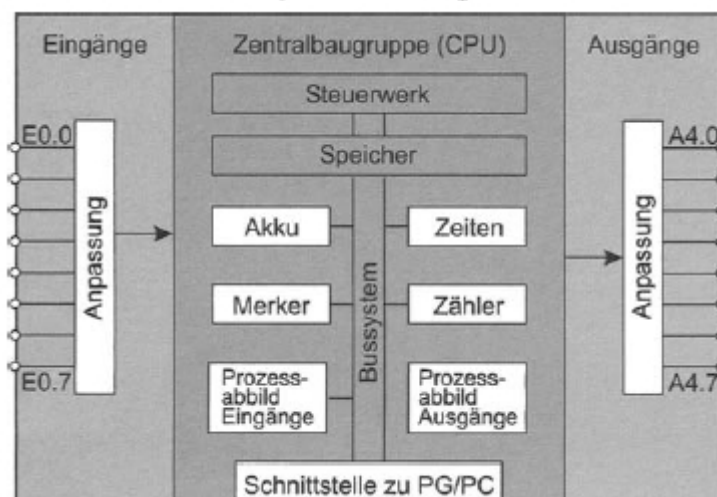 Eingänge
Zentralbaugruppe (CPU)
Ausgänge
Steuerwerk
Speicher
E0.0
E0.7
Anpassung
Akku
Zeiten
Merker
Zähler
Bussystem
Prozess-
abbild
Eingänge
Prozess-
abbild
Ausgänge
Schnittstelle zu PG/PC
Anpassung
A4.0
A4.7